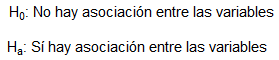 H₀: No hay asociación entre las variables
Hₐ: Sí hay asociación entre las variables